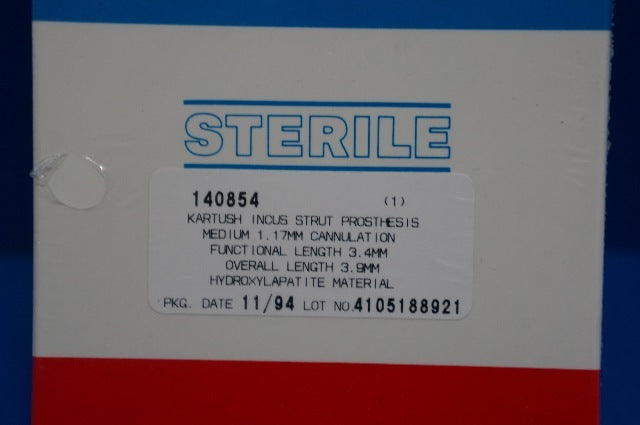 STERILE
140854 (1)
KARTUSH INCUS STRUT PROSTHESIS
MEDIUM 1.17MM CANNULATION
FUNCTIONAL LENGTH 3.4MM
OVERALL LENGTH 3.9MM
HYDROXYLAPATITE MATERIAL
PKG. DATE 11/94 LOT NO. 4105188921